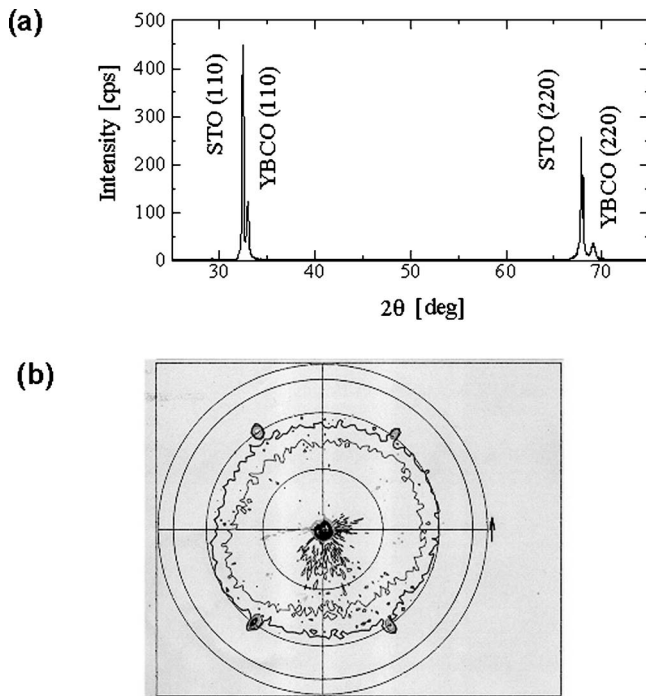 (a)
Intensity [cps]
500
400
300
200
100
0
STO (110)
YBCO (110)
STO (220)
YBCO (220)
30
40
50
60
70
2θ [deg]
(b)